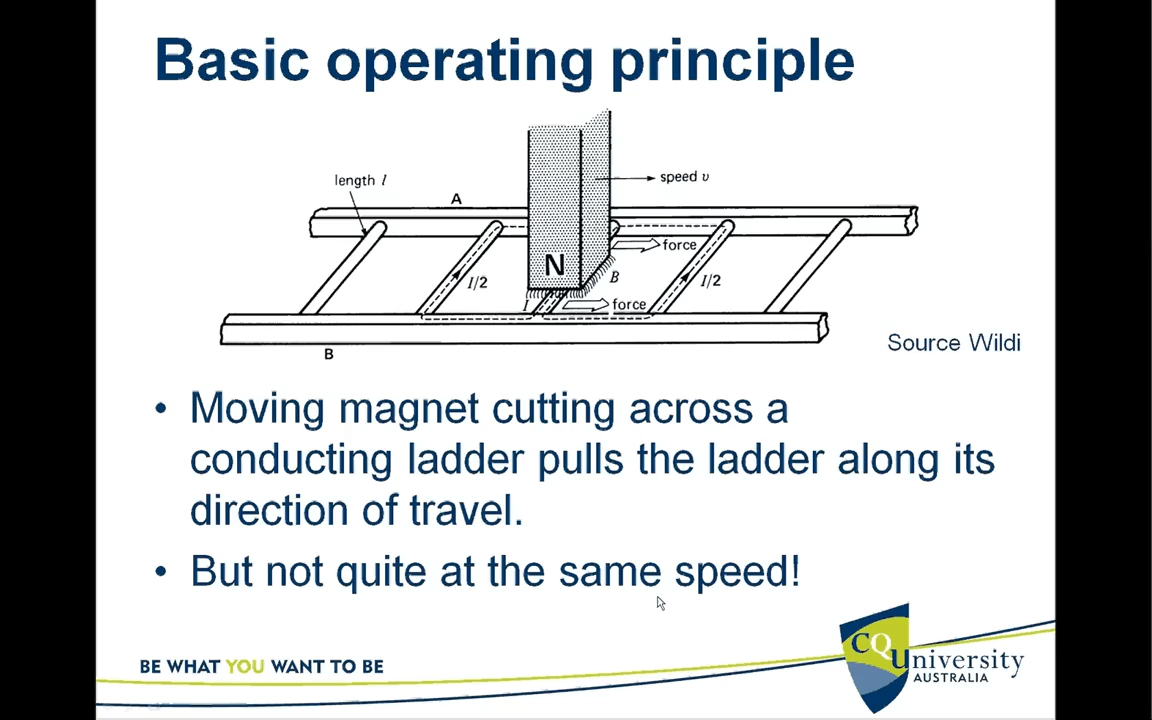 Basic operating principle
length l
A
speed υ
N
force
B
I/2
I/2
I
force
B
Source Wildi
• Moving magnet cutting across a
conducting ladder pulls the ladder along its
direction of travel.
• But not quite at the same speed!
BE WHAT YOU WANT TO BE
CQUniversity
AUSTRALIA